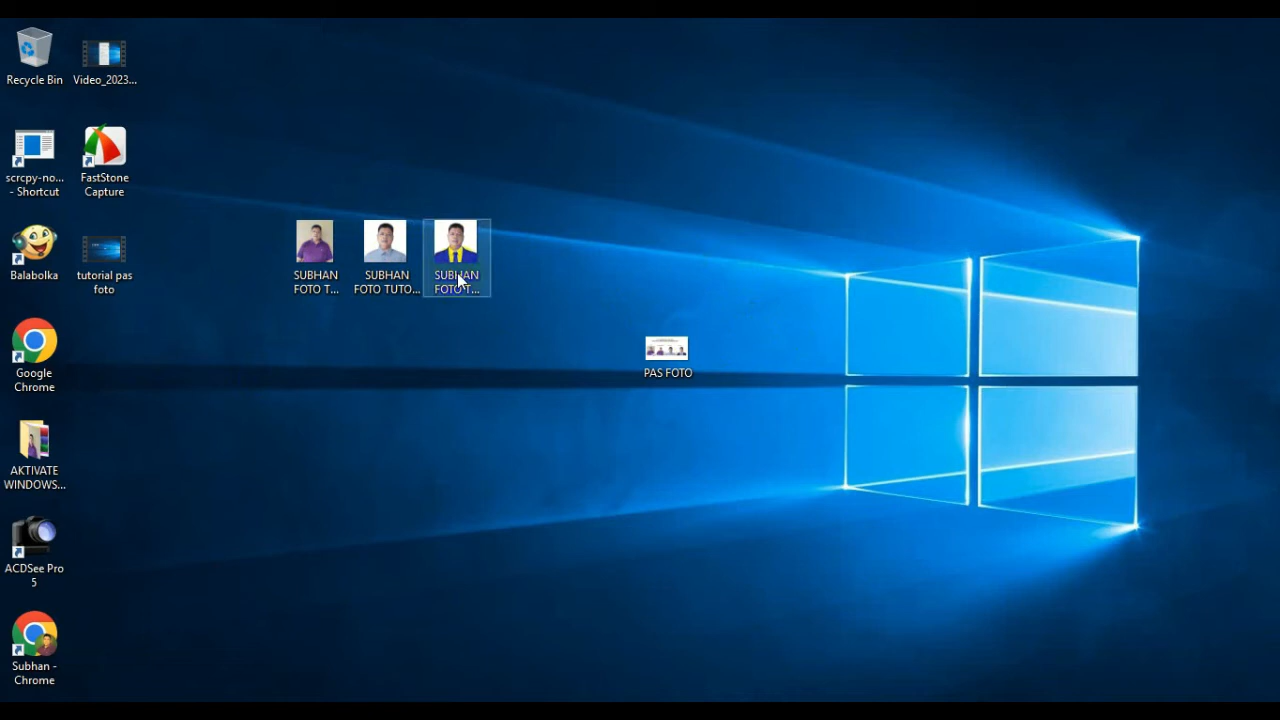 Recycle Bin
Video_2023...
scrcpy-no...
- Shortcut
FastStone
Capture
Balabolka
tutorial pas
foto
SUBHAN
FOTO T...
SUBHAN
FOTO TUTO...
SUBHAN
FOTO T...
PAS FOTO
Google
Chrome
AKTIVATE
WINDOWS...
ACDSee Pro
5
Subhan -
Chrome